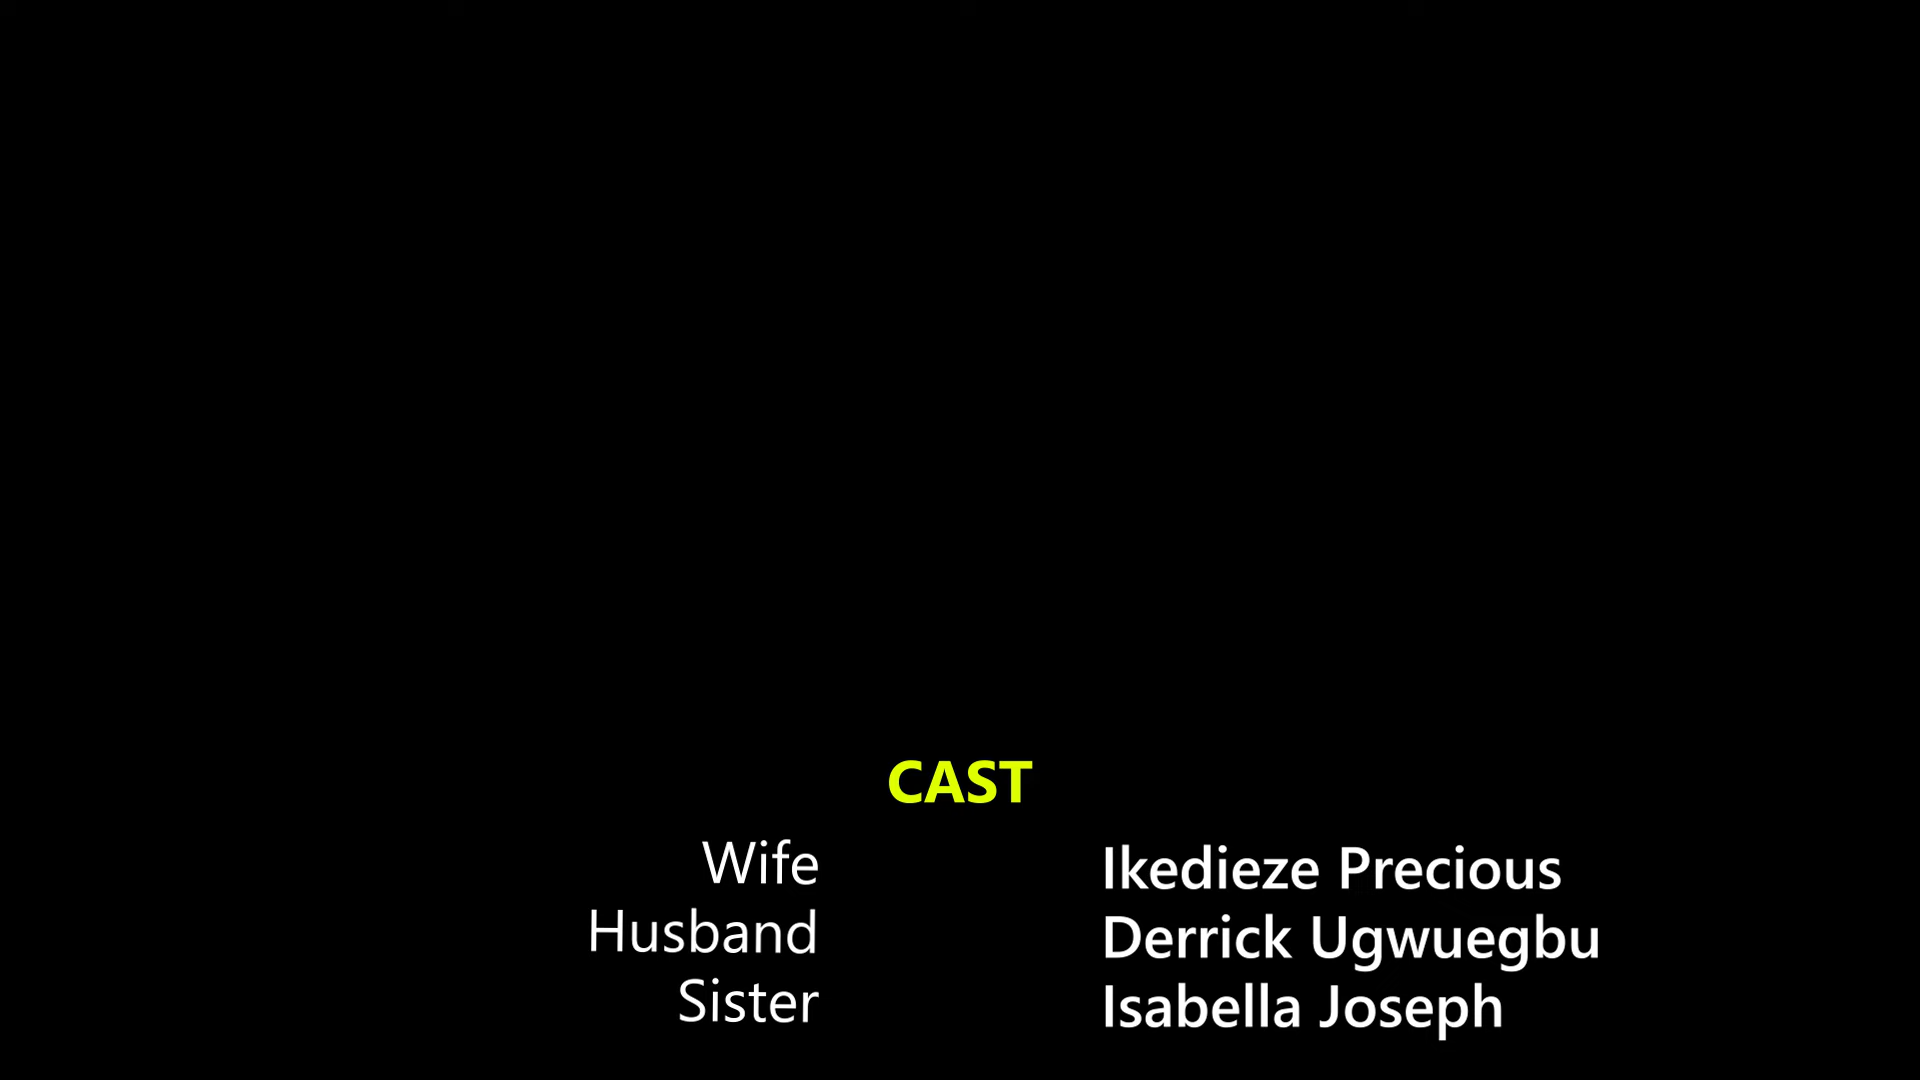 CAST
Wife Ikedieze Precious
Husband Derrick Ugwuegbu
Sister Isabella Joseph